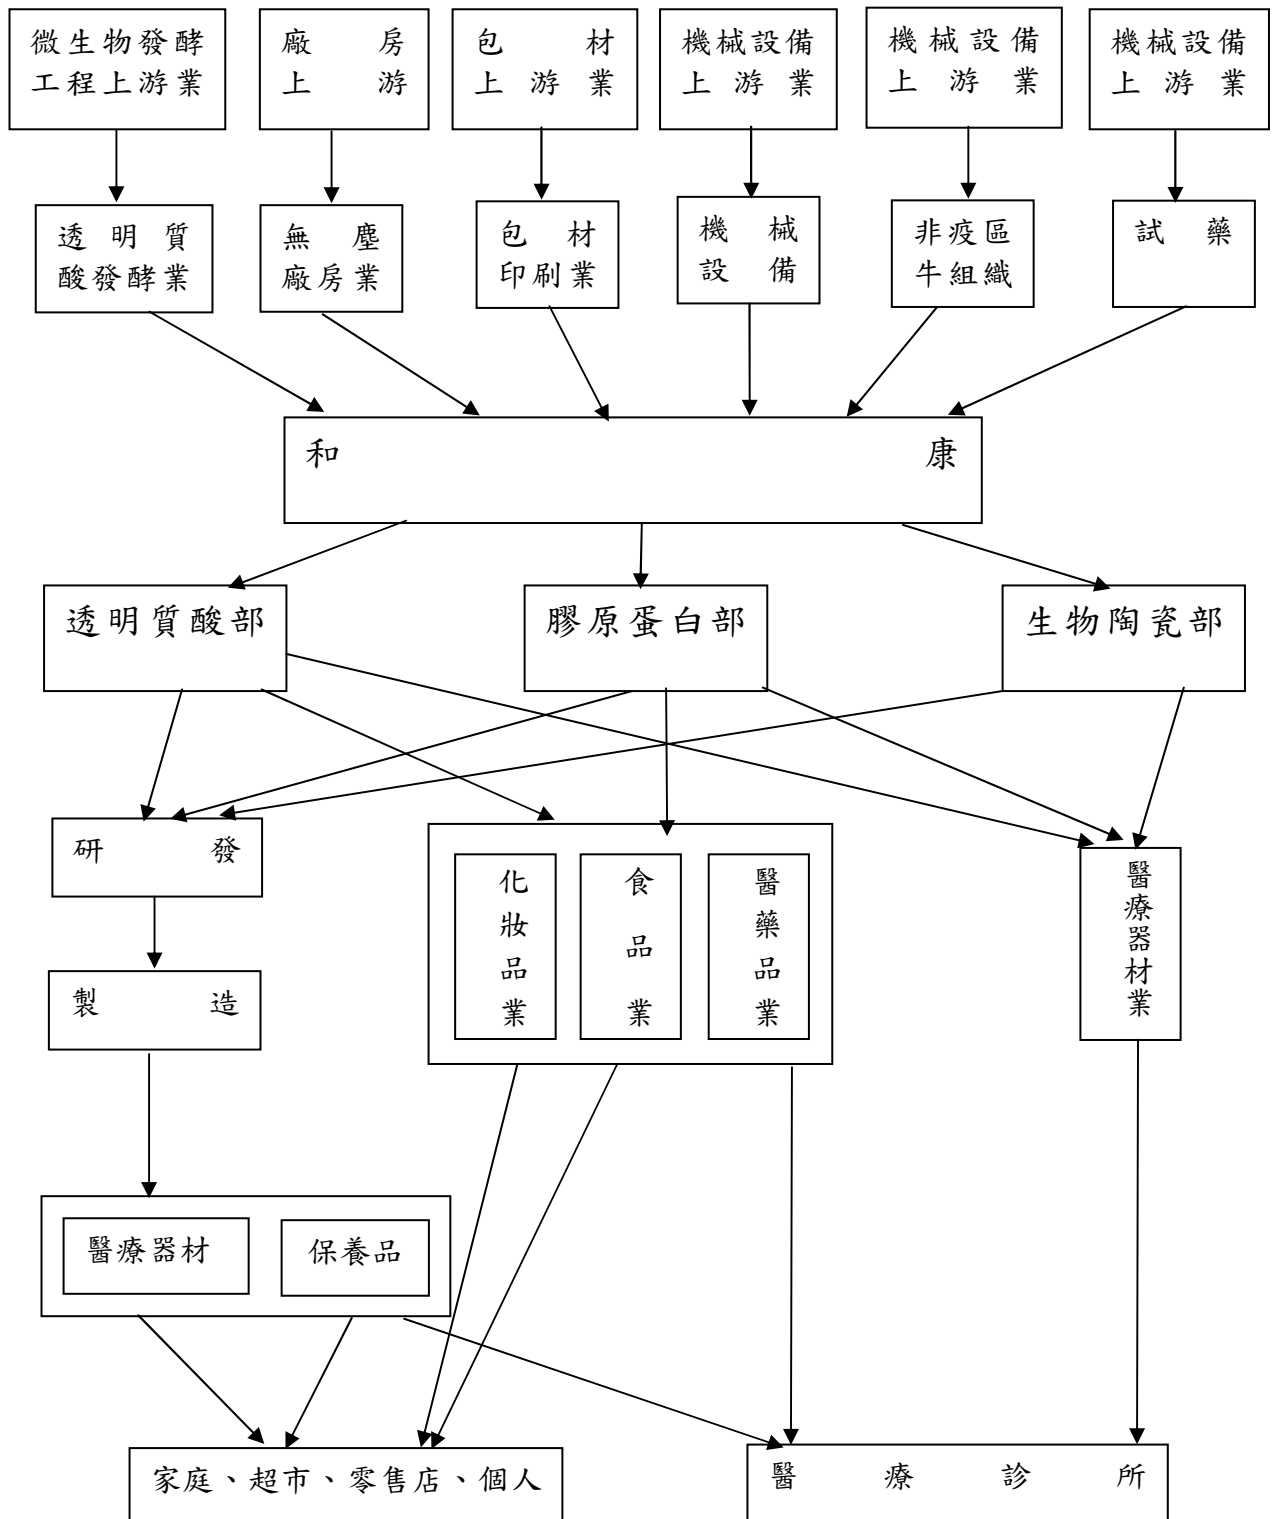 微生物發酵
工程上游業
廠房
上游
包材
上游業
機械設備
上游業
機械設備
上游業
機械設備
上游業
透明質
酸發酵業
無塵
廠房業
包材
印刷業
機械
設備
非疫區
牛組織
試藥
和康
透明質酸部
膠原蛋白部
生物陶瓷部
研發
化妝品業
食品業
醫藥品業
醫療器材業
製造
醫療器材
保養品
家庭、超市、零售店、個人
醫療診所